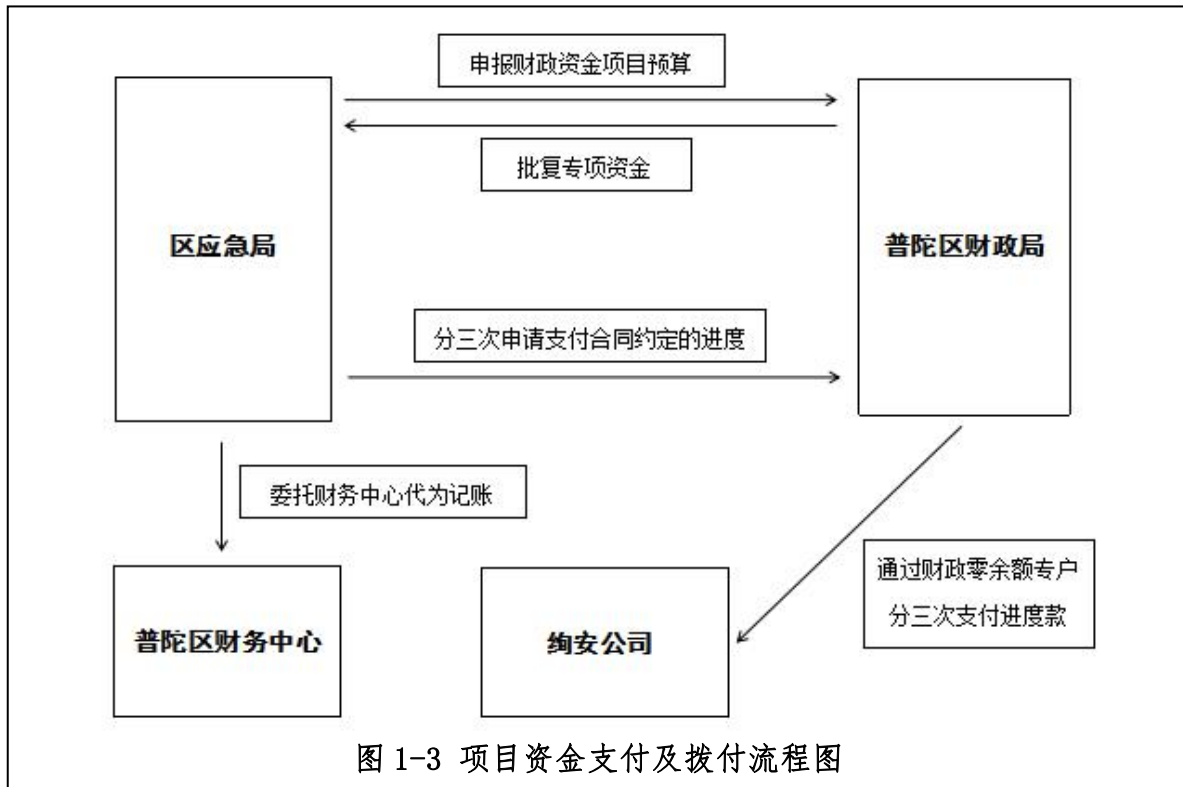 申报财政资金项目预算
批复专项资金
区应急局
普陀区财政局
分三次申请支付合同约定的进度
委托财务中心代为记账
通过财政零余额专户
分三次支付进度款
普陀区财务中心
绚安公司
图1-3 项目资金支付及拨付流程图